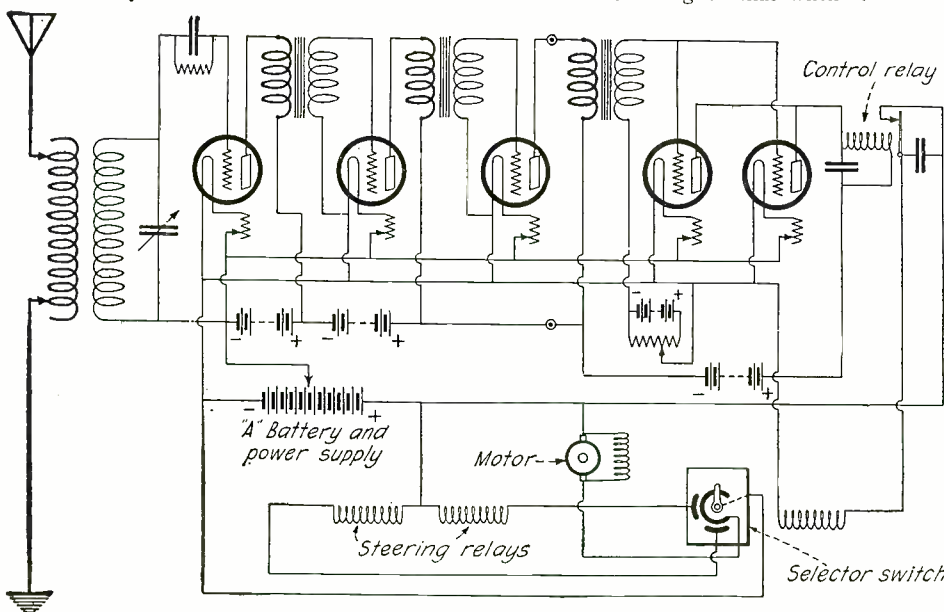 Control relay
- + - +
- +
- +
- +
"A" Battery and
power supply
Motor
Steering relays
Selector switch